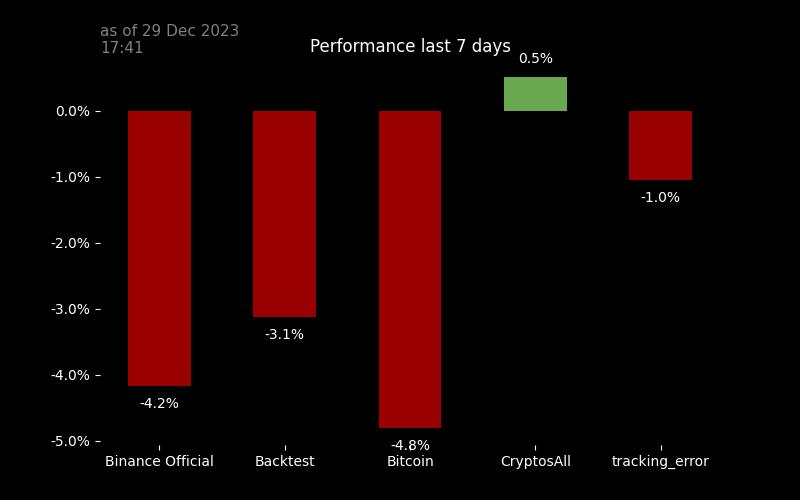 as of 29 Dec 2023
17:41
Performance last 7 days
0.5%
0.0%
-1.0%
-1.0%
-2.0%
-3.0%
-3.1%
-4.0%
-4.2%
-5.0%
-4.8%
Binance Official
Backtest
Bitcoin
CryptosAll
tracking_error